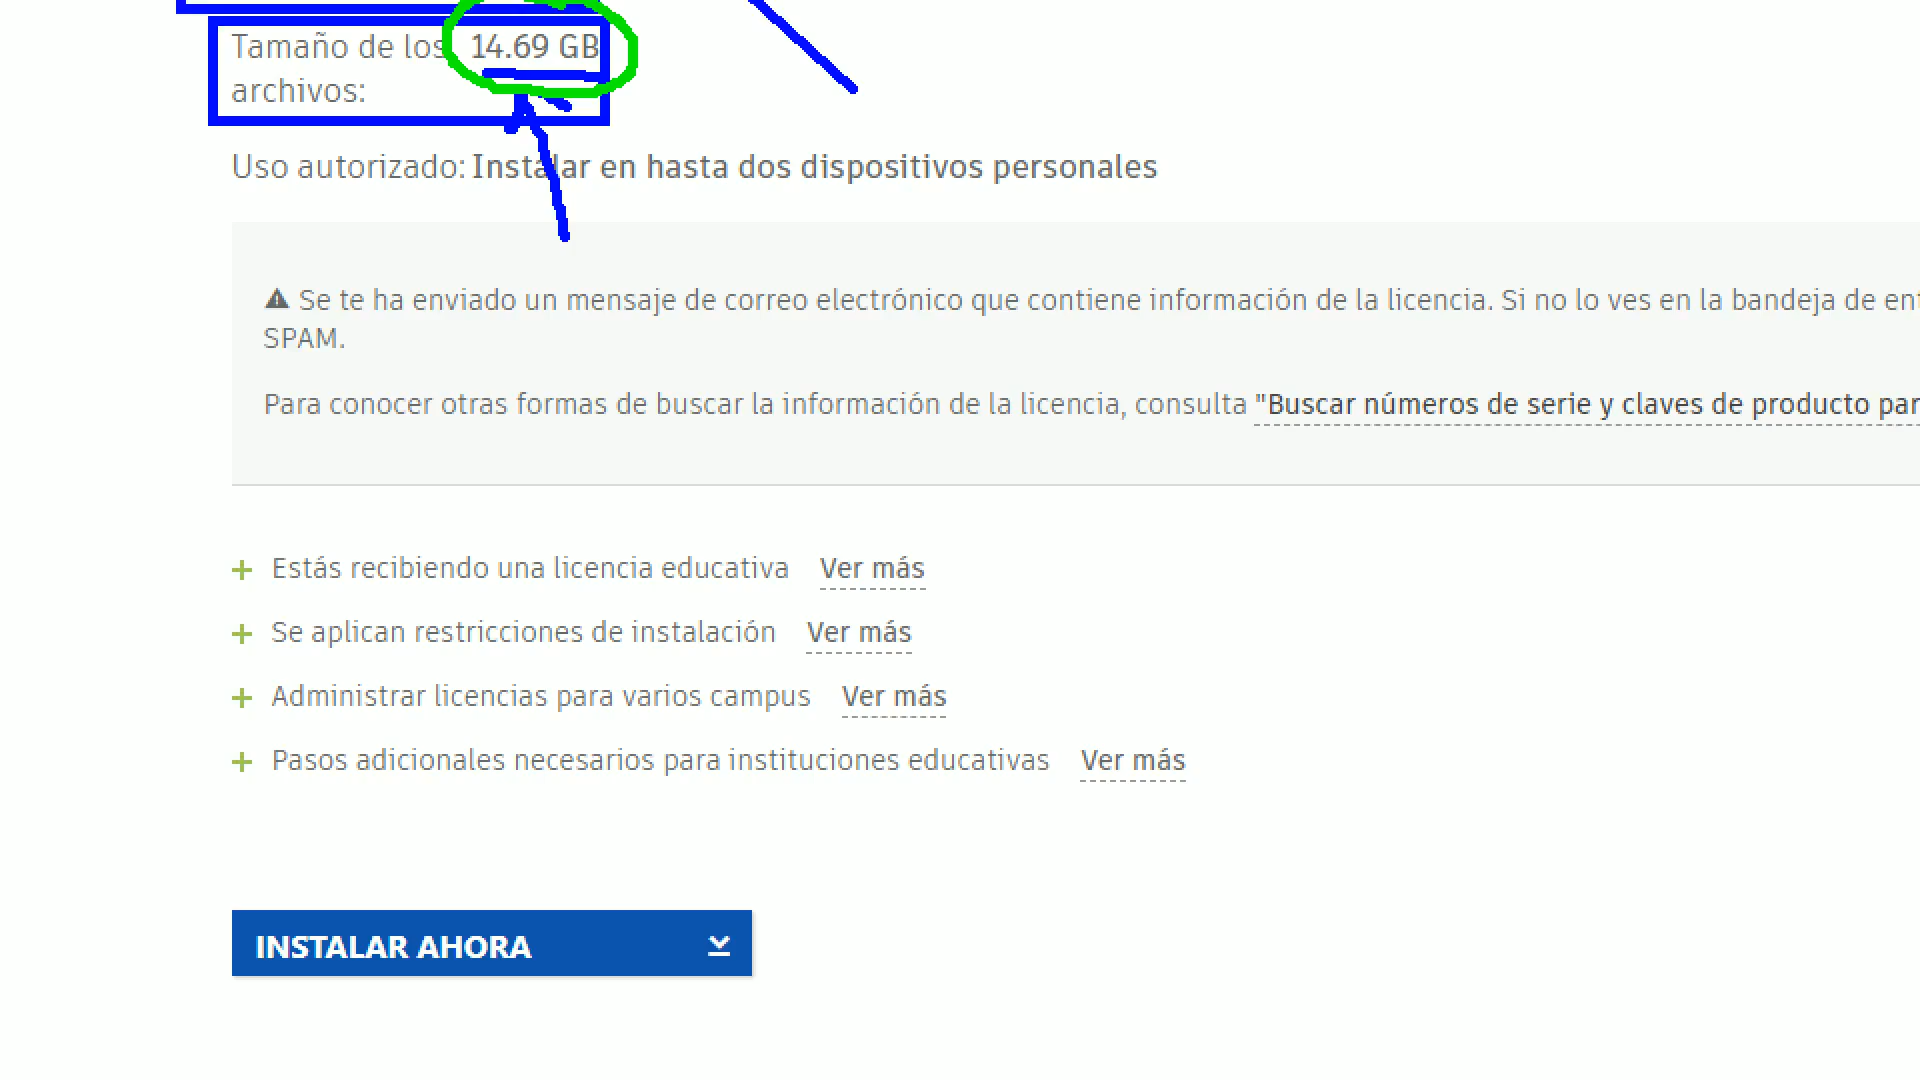 Tamaño de los 14.69 GB
archivos:
Uso autorizado: Instalar en hasta dos dispositivos personales
Se te ha enviado un mensaje de correo electrónico que contiene información de la licencia. Si no lo ves en la bandeja de ent
SPAM.
Para conocer otras formas de buscar la información de la licencia, consulta "Buscar números de serie y claves de producto par
+ Estás recibiendo una licencia educativa Ver más
+ Se aplican restricciones de instalación Ver más
+ Administrar licencias para varios campus Ver más
+ Pasos adicionales necesarios para instituciones educativas Ver más
INSTALAR AHORA